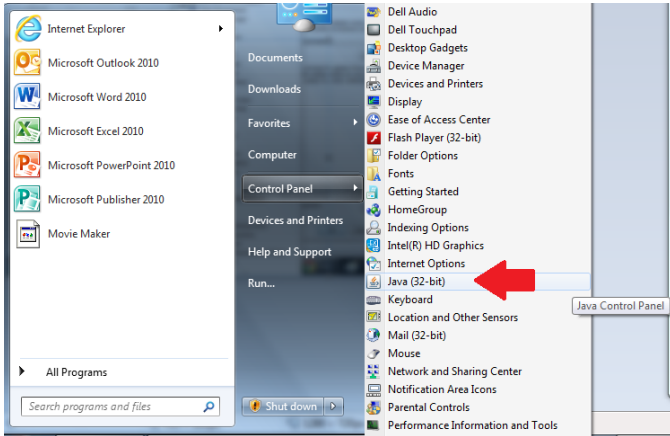 Internet Explorer
Microsoft Outlook 2010
Microsoft Word 2010
Microsoft Excel 2010
Microsoft PowerPoint 2010
Microsoft Publisher 2010
Movie Maker
All Programs
Search programs and files
Documents
Downloads
Favorites
Computer
Control Panel
Devices and Printers
Help and Support
Run...
Shut down
Dell Audio
Dell Touchpad
Desktop Gadgets
Device Manager
Devices and Printers
Display
Ease of Access Center
Flash Player (32-bit)
Folder Options
Fonts
Getting Started
HomeGroup
Indexing Options
Intel(R) HD Graphics
Internet Options
Java (32-bit)
Keyboard
Location and Other Sensors
Mail (32-bit)
Mouse
Network and Sharing Center
Notification Area Icons
Parental Controls
Performance Information and Tools
Java Control Panel